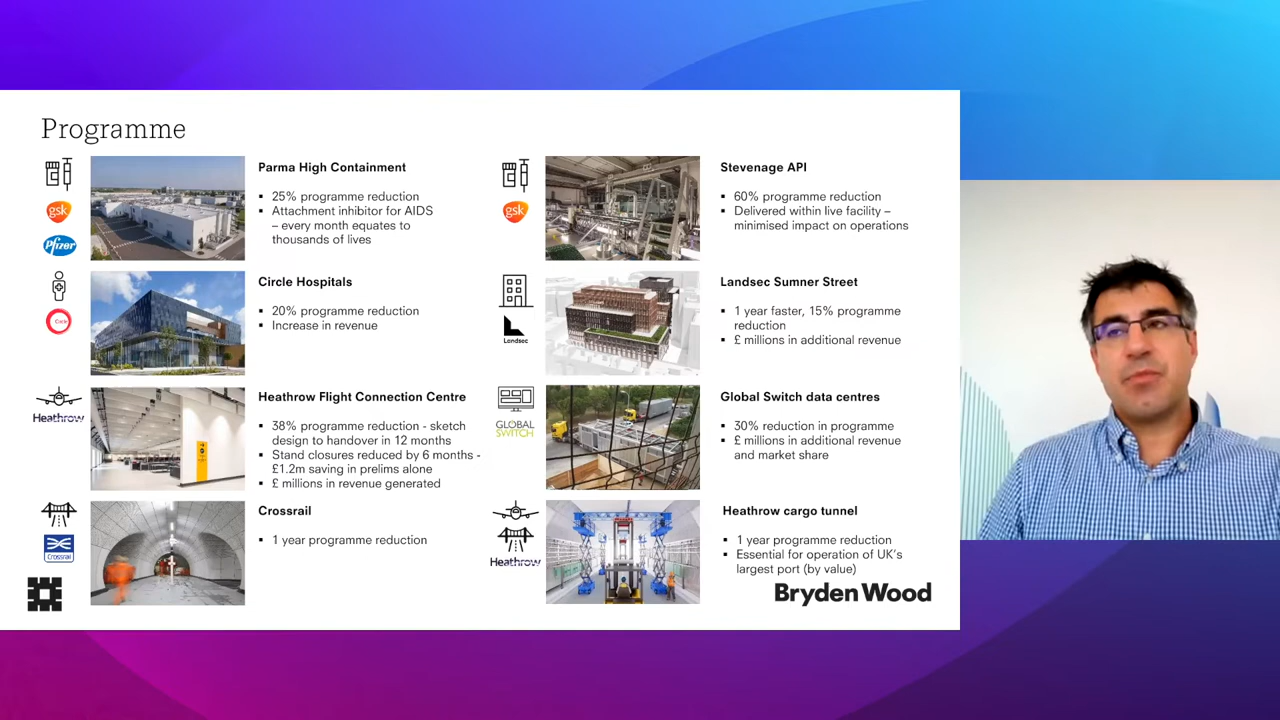 Programme
gsk
Pfizer
Parma High Containment
▪ 25% programme reduction
▪ Attachment inhibitor for AIDS
– every month equates to
thousands of lives
gsk
Stevenage API
▪ 60% programme reduction
▪ Delivered within live facility –
minimised impact on operations
Circle
Circle Hospitals
▪ 20% programme reduction
▪ Increase in revenue
Landsec
Landsec Sumner Street
▪ 1 year faster, 15% programme
reduction
▪ £ millions in additional revenue
Heathrow
Heathrow Flight Connection Centre
▪ 38% programme reduction - sketch
design to handover in 12 months
▪ Stand closures reduced by 6 months -
£1.2m saving in prelims alone
▪ £ millions in revenue generated
GLOBAL
SWITCH
Global Switch data centres
▪ 30% reduction in programme
▪ £ millions in additional revenue
and market share
Crossrail
Crossrail
▪ 1 year programme reduction
Heathrow
Heathrow cargo tunnel
▪ 1 year programme reduction
▪ Essential for operation of UK's
largest port (by value)
Bryden Wood